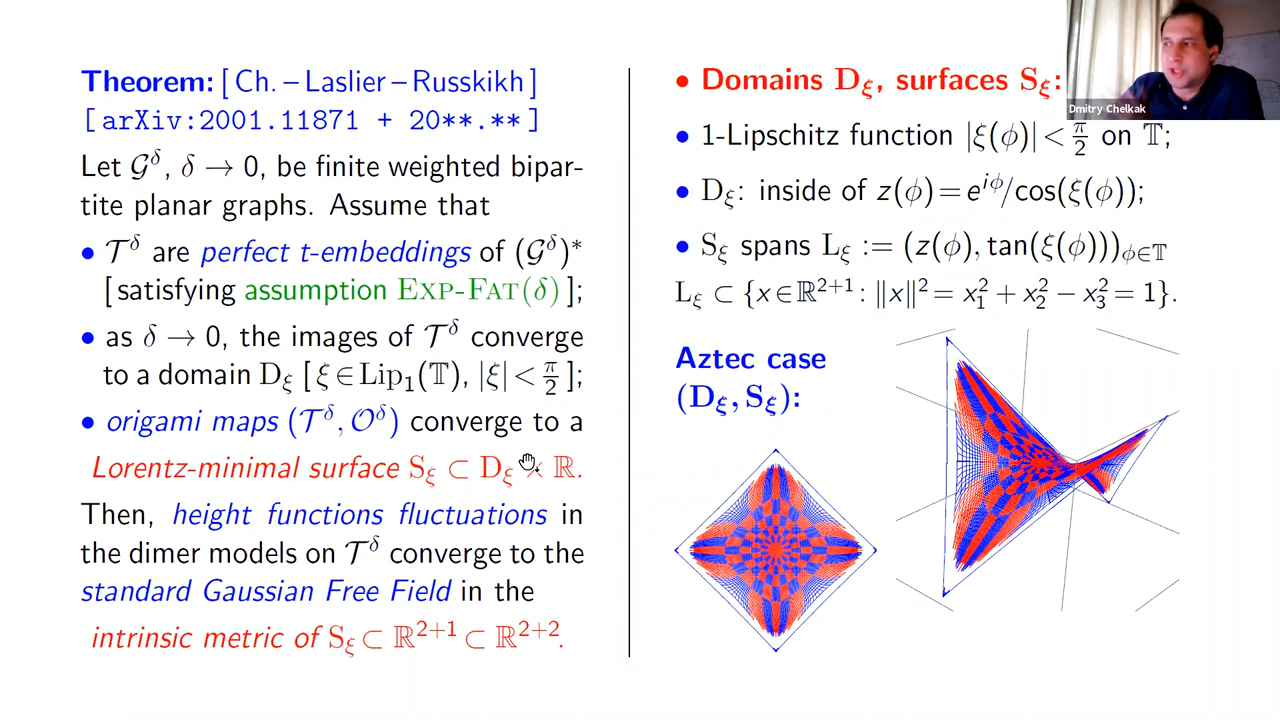 Theorem: [Ch. – Laslier – Russkikh]
[arXiv:2001.11871 + 20**.**]
Let 𝒢^δ, δ → 0, be finite weighted bipar-
tite planar graphs. Assume that
• 𝒯^δ are perfect t-embeddings of (𝒢^δ)*
[satisfying assumption EXP-FAT(δ)];
• as δ → 0, the images of 𝒯^δ converge
to a domain D_ξ [ξ ∈ Lip₁(𝕋), |ξ| < π/2];
• origami maps (𝒯^δ, 𝒪^δ) converge to a
Lorentz-minimal surface S_ξ ⊂ D_ξ × ℝ.
Then, height functions fluctuations in
the dimer models on 𝒯^δ converge to the
standard Gaussian Free Field in the
intrinsic metric of S_ξ ⊂ ℝ^{2+1} ⊂ ℝ^{2+2}.
• Domains D_ξ, surfaces S_ξ:
• 1-Lipschitz function |ξ(ϕ)| < π/2 on 𝕋;
• D_ξ: inside of z(ϕ) = e^{iϕ}/cos(ξ(ϕ));
• S_ξ spans L_ξ := (z(ϕ), tan(ξ(ϕ)))_{ϕ∈𝕋}
L_ξ ⊂ {x ∈ ℝ^{2+1} : ‖x‖² = x₁² + x₂² − x₃² = 1}.
Aztec case
(D_ξ, S_ξ):
Dmitry Chelkak